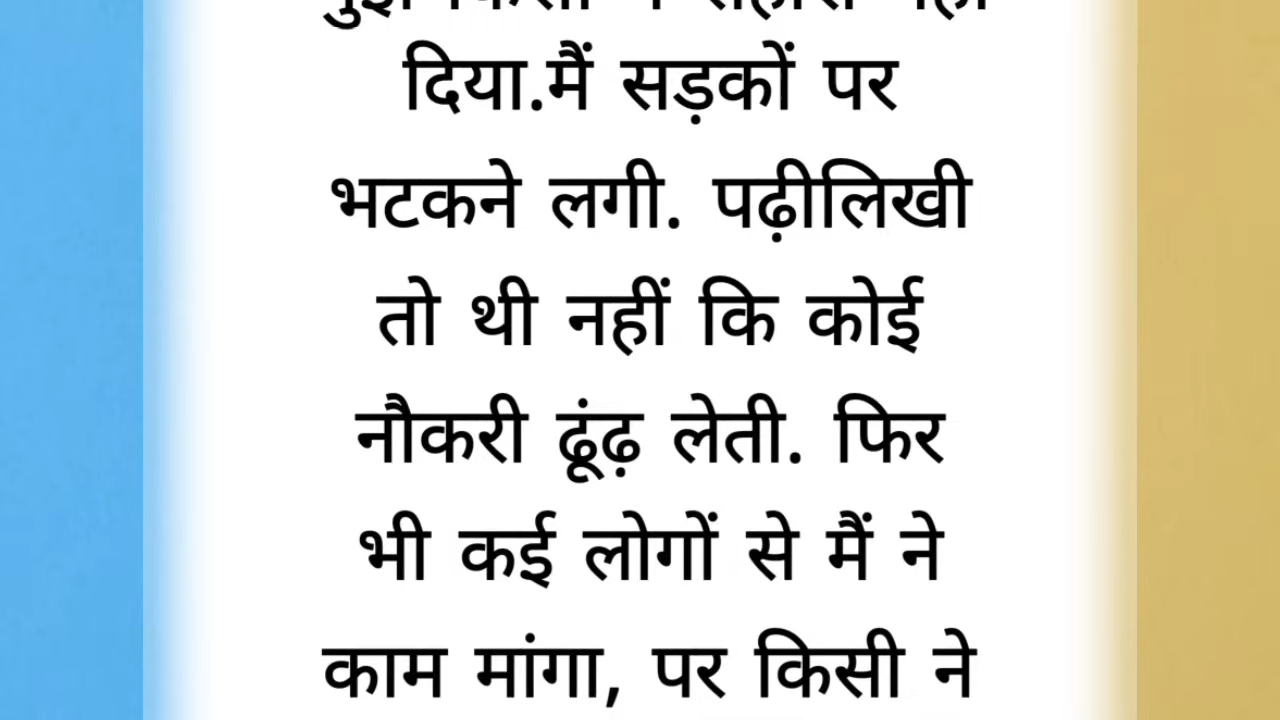 दिया.मैं सड़कों पर
भटकने लगी. पढ़ीलिखी
तो थी नहीं कि कोई
नौकरी ढूंढ़ लेती. फिर
भी कई लोगों से मैं ने
काम मांगा, पर किसी ने